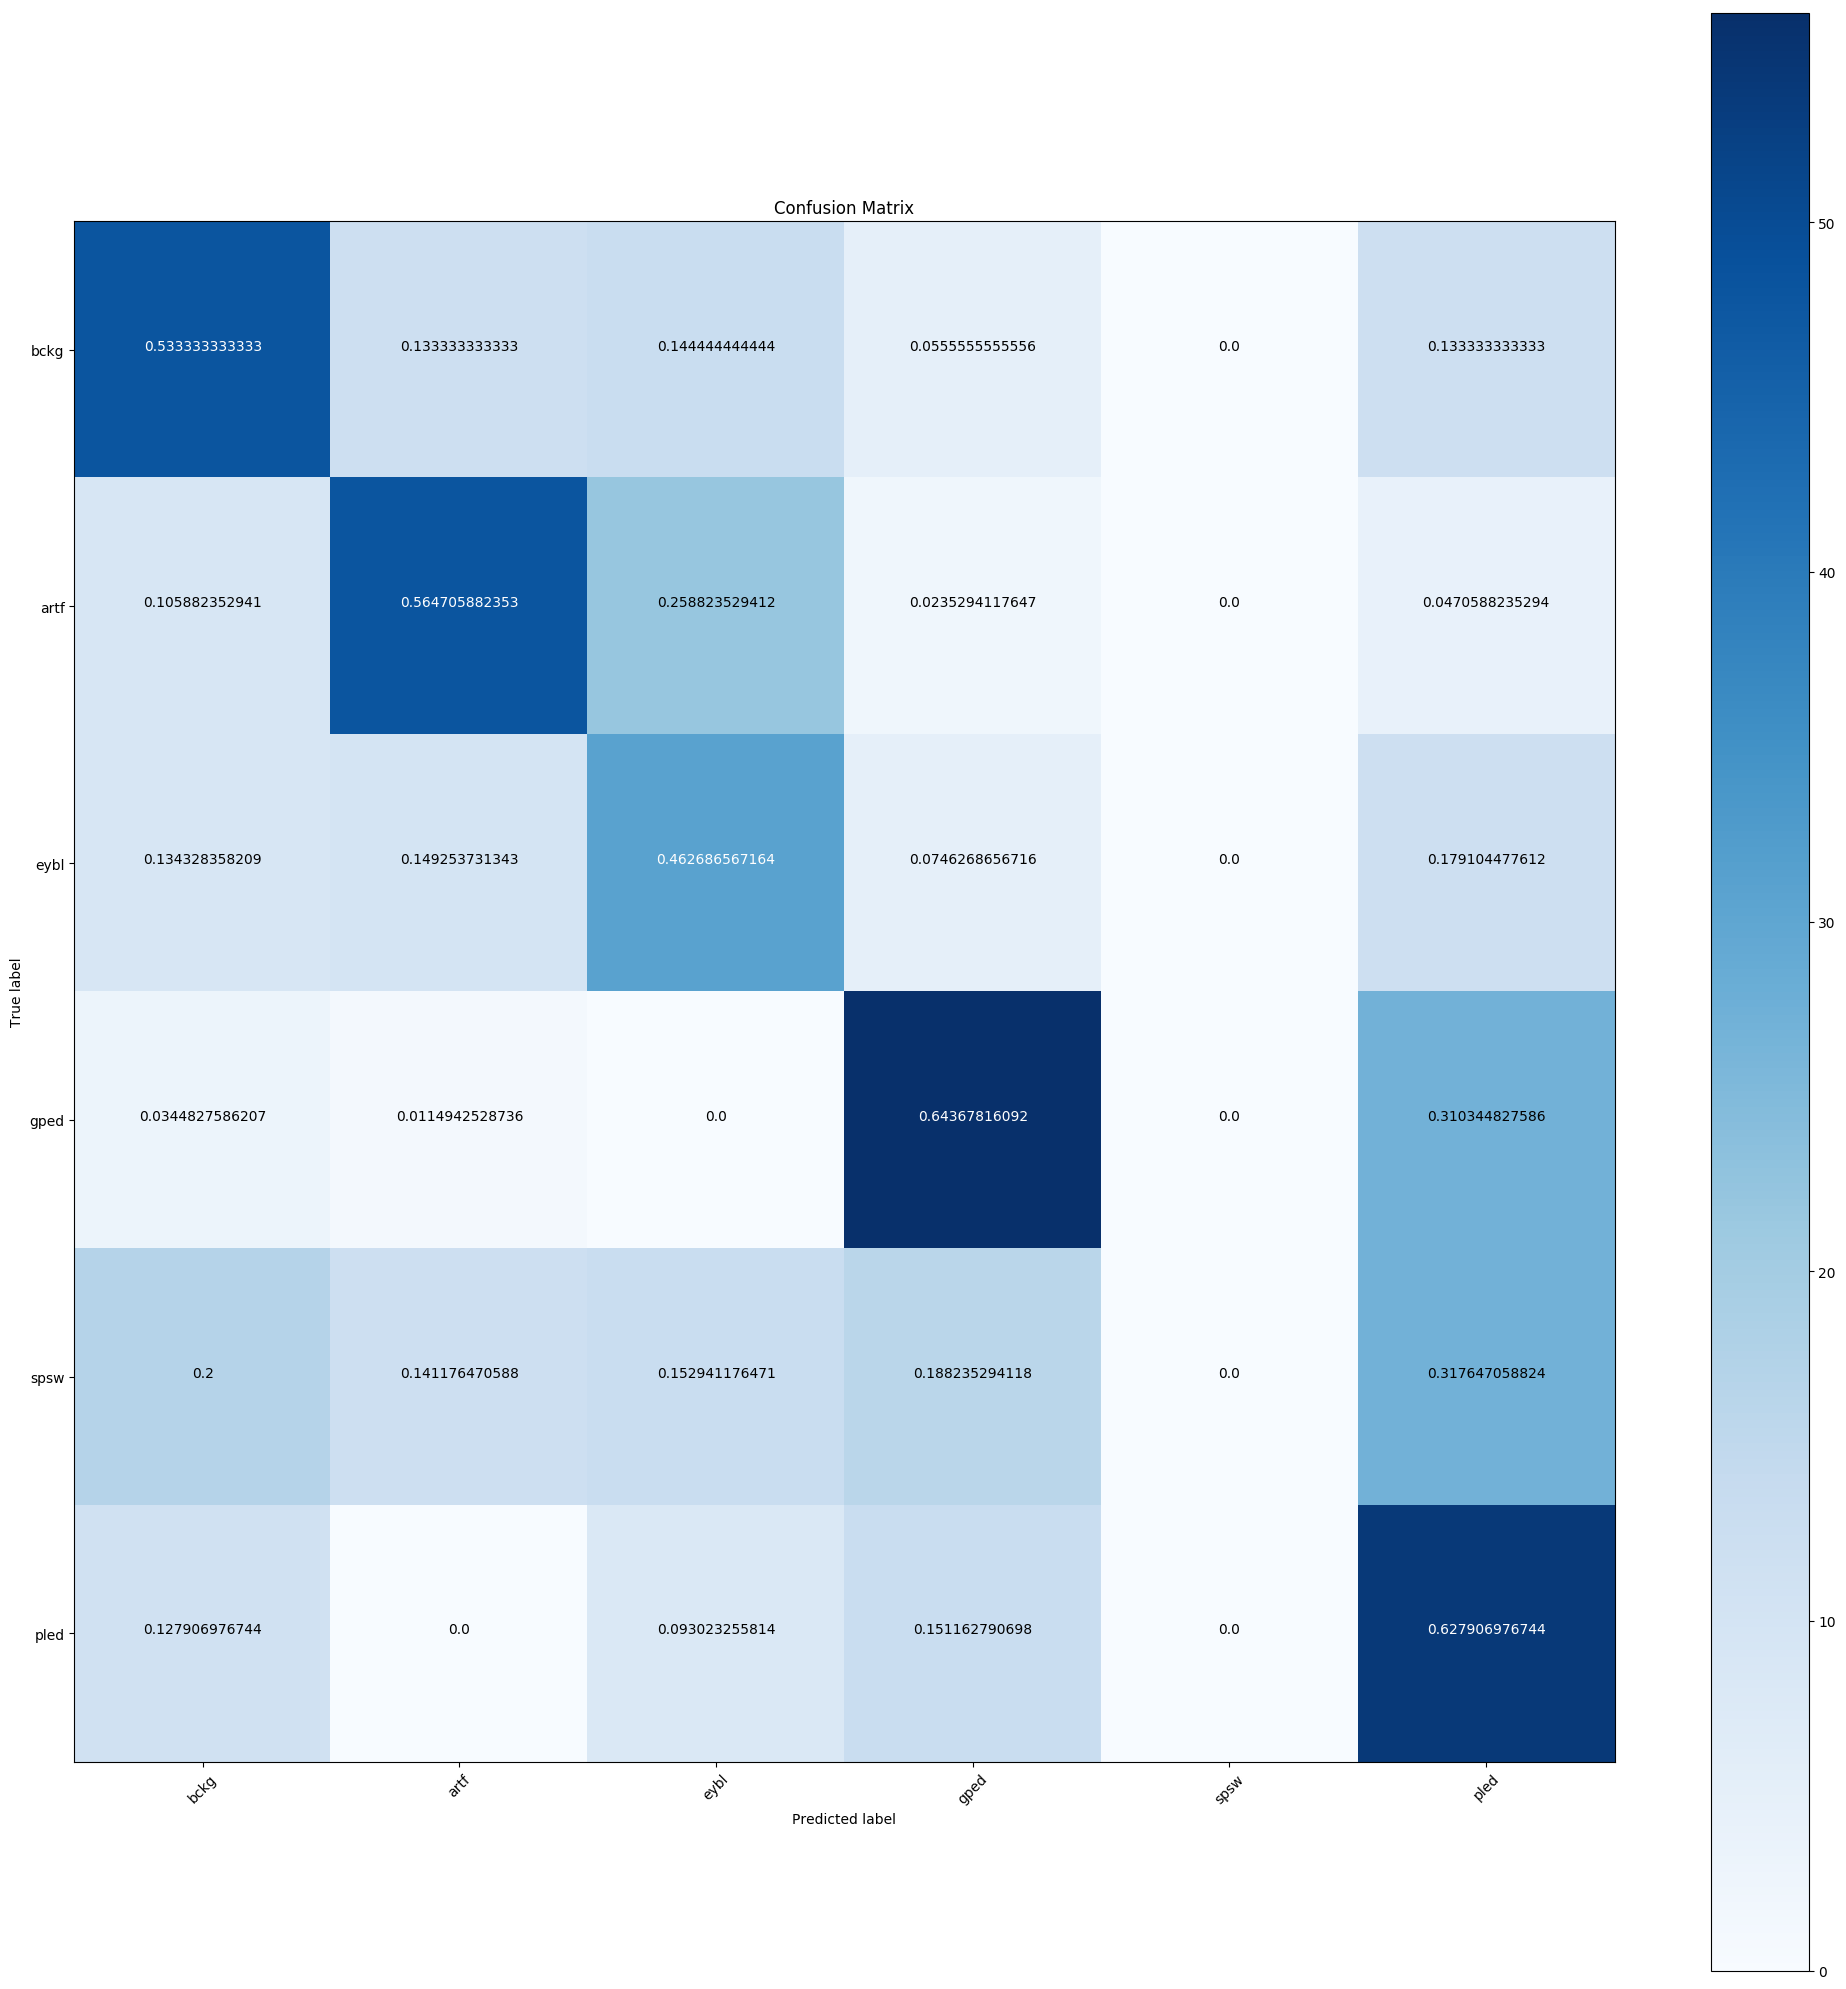 Confusion Matrix
bckg 0.533333333333 0.133333333333 0.144444444444 0.0555555555556 0.0 0.133333333333
artf 0.105882352941 0.564705882353 0.258823529412 0.0235294117647 0.0 0.0470588235294
eybl 0.134328358209 0.149253731343 0.462686567164 0.0746268656716 0.0 0.179104477612
gped 0.0344827586207 0.0114942528736 0.0 0.64367816092 0.0 0.310344827586
spsw 0.2 0.141176470588 0.152941176471 0.188235294118 0.0 0.317647058824
pled 0.127906976744 0.0 0.093023255814 0.151162790698 0.0 0.627906976744
True label
bckg artf eybl gped spsw pled
Predicted label
50
40
30
20
10
0